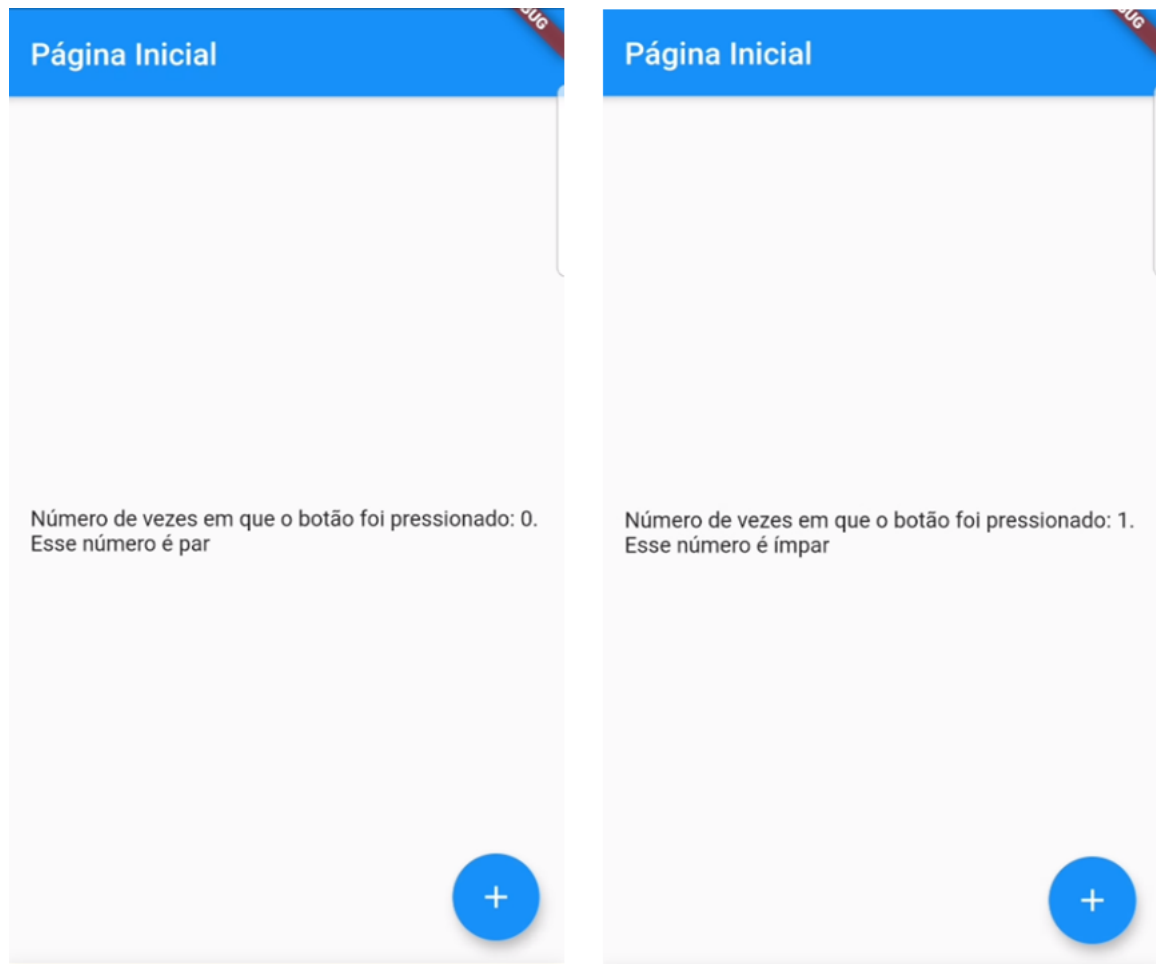 Página Inicial
Número de vezes em que o botão foi pressionado: 0.
Esse número é par
+
Página Inicial
Número de vezes em que o botão foi pressionado: 1.
Esse número é ímpar
+